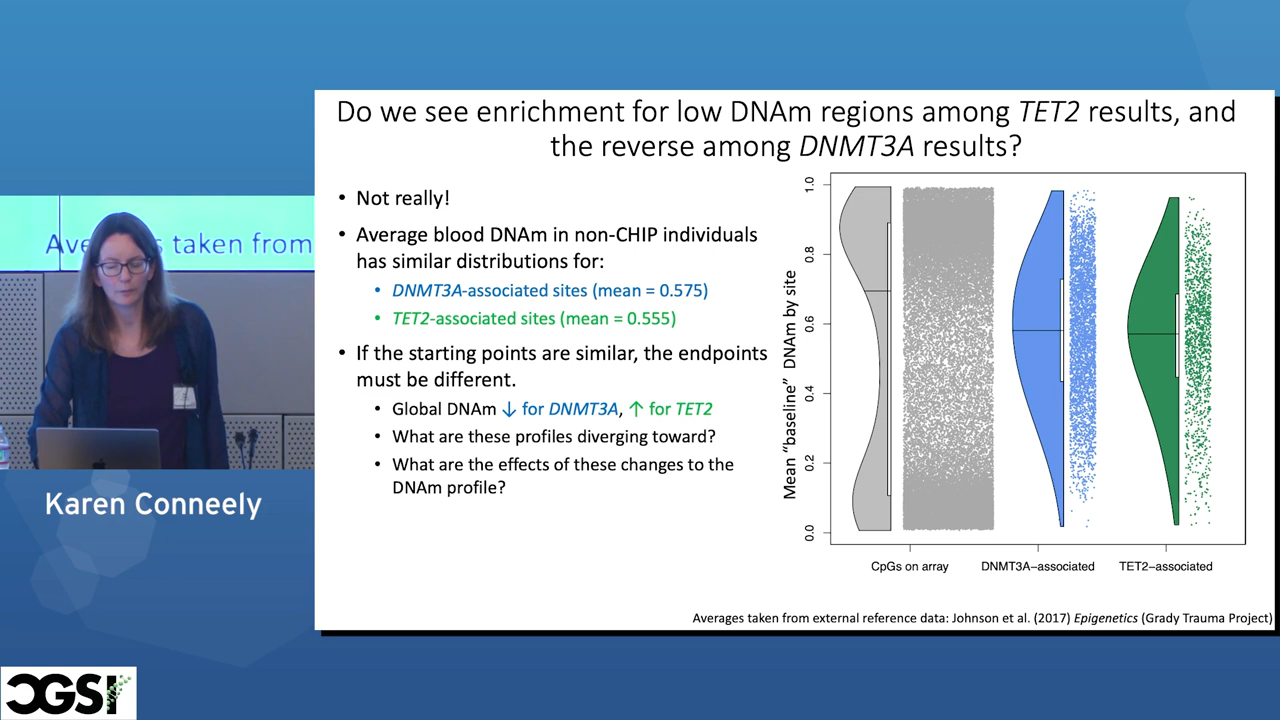 Do we see enrichment for low DNAm regions among TET2 results, and
the reverse among DNMT3A results?
• Not really!
• Average blood DNAm in non-CHIP individuals
has similar distributions for:
• DNMT3A-associated sites (mean = 0.575)
• TET2-associated sites (mean = 0.555)
• If the starting points are similar, the endpoints
must be different.
• Global DNAm ↓ for DNMT3A, ↑ for TET2
• What are these profiles diverging toward?
• What are the effects of these changes to the
DNAm profile?
Mean “baseline” DNAm by site
1.0
0.8
0.6
0.4
0.2
0.0
CpGs on array
DNMT3A−associated
TET2−associated
Averages taken from external reference data: Johnson et al. (2017) Epigenetics (Grady Trauma Project)
taken from
Karen Conneely
CGSI